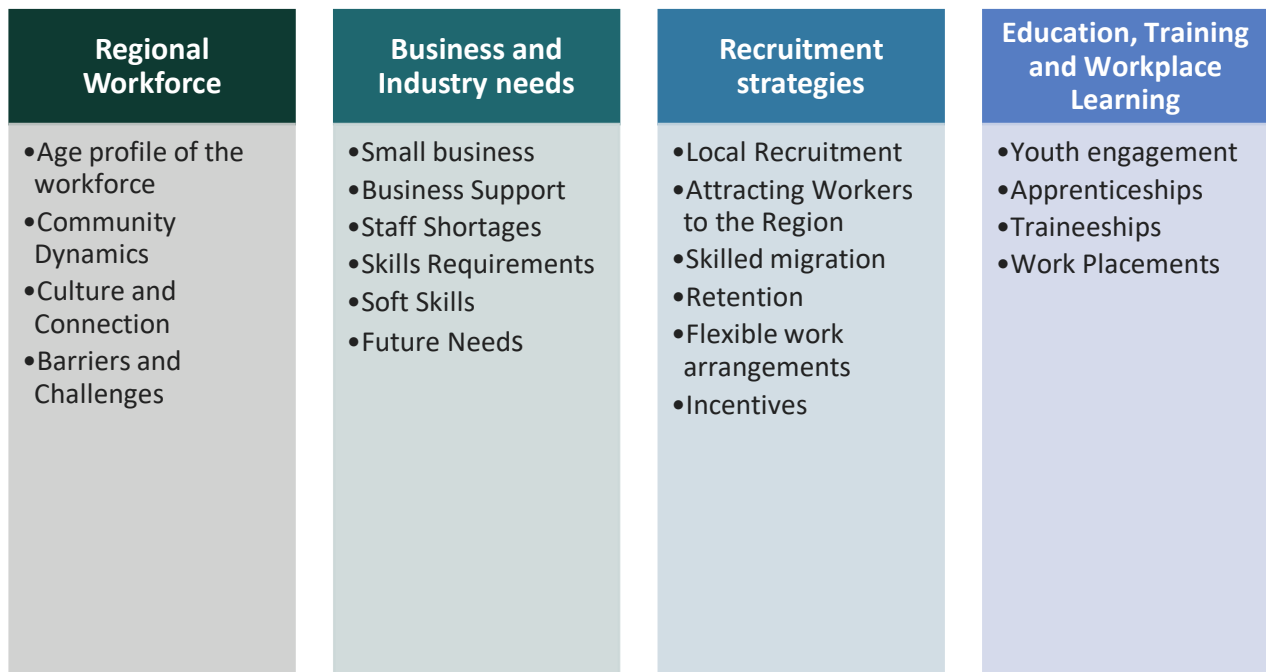 Regional
Workforce
•Age profile of the
workforce
•Community
Dynamics
•Culture and
Connection
•Barriers and
Challenges
Business and
Industry needs
•Small business
•Business Support
•Staff Shortages
•Skills Requirements
•Soft Skills
•Future Needs
Recruitment
strategies
•Local Recruitment
•Attracting Workers
to the Region
•Skilled migration
•Retention
•Flexible work
arrangements
•Incentives
Education, Training
and Workplace
Learning
•Youth engagement
•Apprenticeships
•Traineeships
•Work Placements